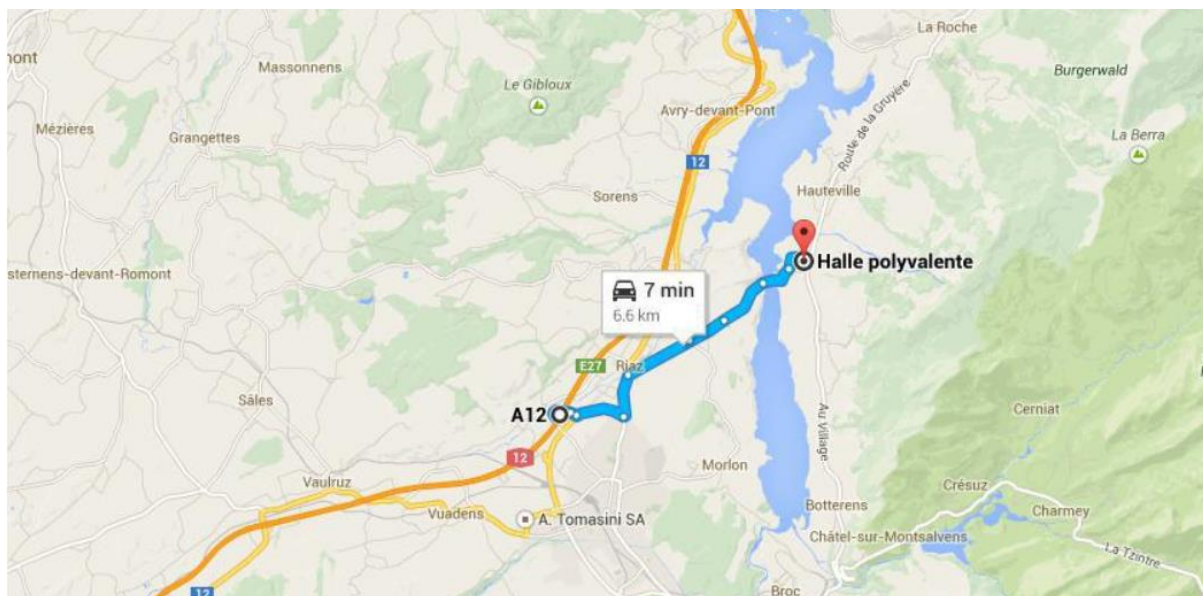 La Roche
Massonnens
Le Gibloux
Burgerwald
mont
Avry-devant-Pont
Mézières
Grangettes
La Berra
12
Route de la Gruyère
Sorens
Hauteville
Halle polyvalente
sternens-devant-Romont
7 min
6.6 km
E27
Riaz
Sâles
A12
Cerniat
Au Village
12
Morlon
Vaulruz
Crésuz
Botterens
Charmey
Vuadens
A. Tomasini SA
Châtel-sur-Montsalvens
La Tzintre
12
Broc